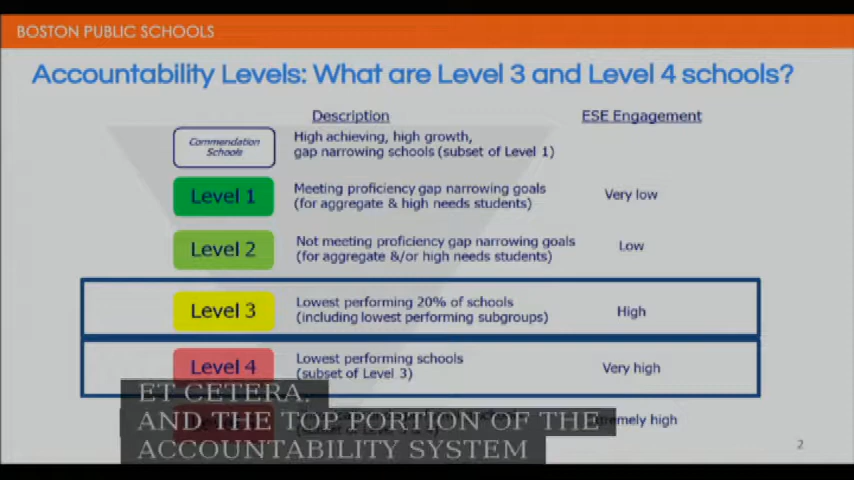 BOSTON PUBLIC SCHOOLS
Accountability Levels: What are Level 3 and Level 4 schools?
Description
ESE Engagement
Commendation
Schools
High achieving, high growth,
gap narrowing schools (subset of Level 1)
Level 1
Meeting proficiency gap narrowing goals
(for aggregate & high needs students)
Very low
Level 2
Not meeting proficiency gap narrowing goals
(for aggregate &/or high needs students)
Low
Level 3
Lowest performing 20% of schools
(including lowest performing subgroups)
High
Level 4
Lowest performing schools
(subset of Level 3)
Very high
high
ET CETERA.
AND THE TOP PORTION OF THE
ACCOUNTABILITY SYSTEM
2